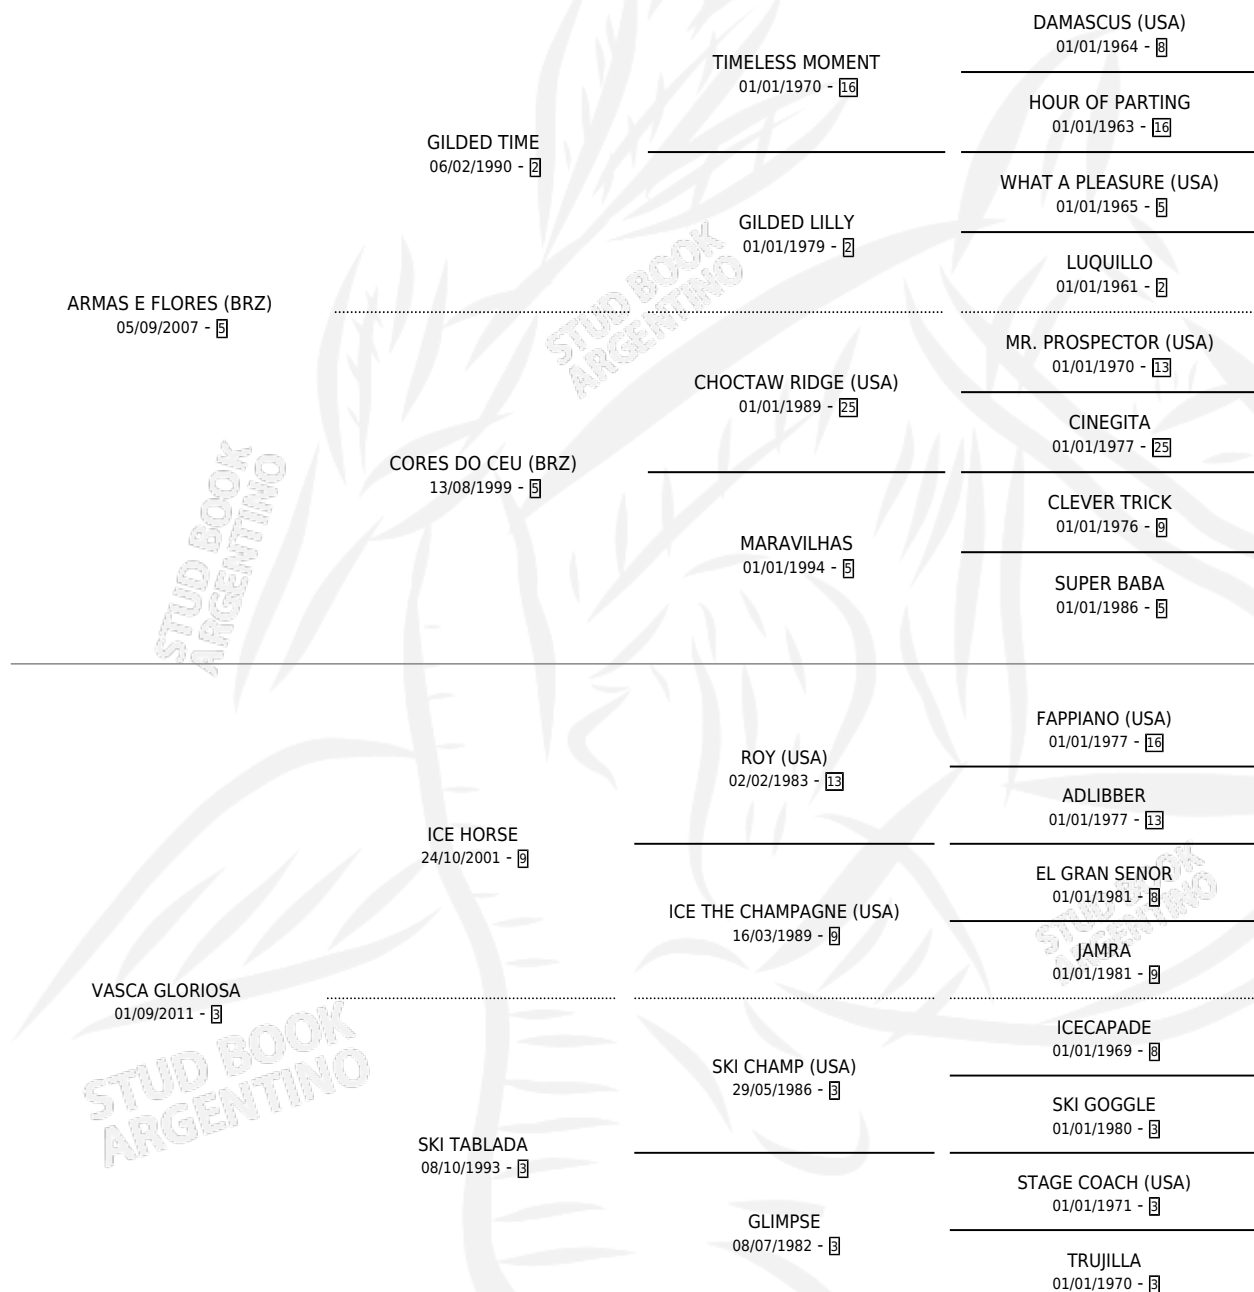 DAMASCUS (USA)
01/01/1964 - 8
TIMELESS MOMENT
01/01/1970 - 16
HOUR OF PARTING
01/01/1963 - 16
GILDED TIME
06/02/1990 - 2
WHAT A PLEASURE (USA)
01/01/1965 - 5
GILDED LILLY
01/01/1979 - 2
LUQUILLO
01/01/1961 - 2
STUD BOOK
ARGENTINO
ARMAS E FLORES (BRZ)
05/09/2007 - 5
MR. PROSPECTOR (USA)
01/01/1970 - 13
CHOCTAW RIDGE (USA)
01/01/1989 - 25
CINEGITA
01/01/1977 - 25
CORES DO CEU (BRZ)
13/08/1999 - 5
CLEVER TRICK
01/01/1976 - 9
MARAVILHAS
01/01/1994 - 5
SUPER BABA
01/01/1986 - 5
STUD BOOK
ARGENTINO
FAPPIANO (USA)
01/01/1977 - 16
ROY (USA)
02/02/1983 - 13
ADLIBBER
01/01/1977 - 13
ICE HORSE
24/10/2001 - 9
EL GRAN SENOR
01/01/1981 - 8
ICE THE CHAMPAGNE (USA)
16/03/1989 - 9
JAMRA
01/01/1981 - 9
STUD BOOK
ARGENTINO
VASCA GLORIOSA
01/09/2011 - 3
ICECAPADE
01/01/1969 - 8
SKI CHAMP (USA)
29/05/1986 - 3
SKI GOGGLE
01/01/1980 - 3
STUD BOOK
ARGENTINO
SKI TABLADA
08/10/1993 - 3
STAGE COACH (USA)
01/01/1971 - 3
GLIMPSE
08/07/1982 - 3
TRUJILLA
01/01/1970 - 3